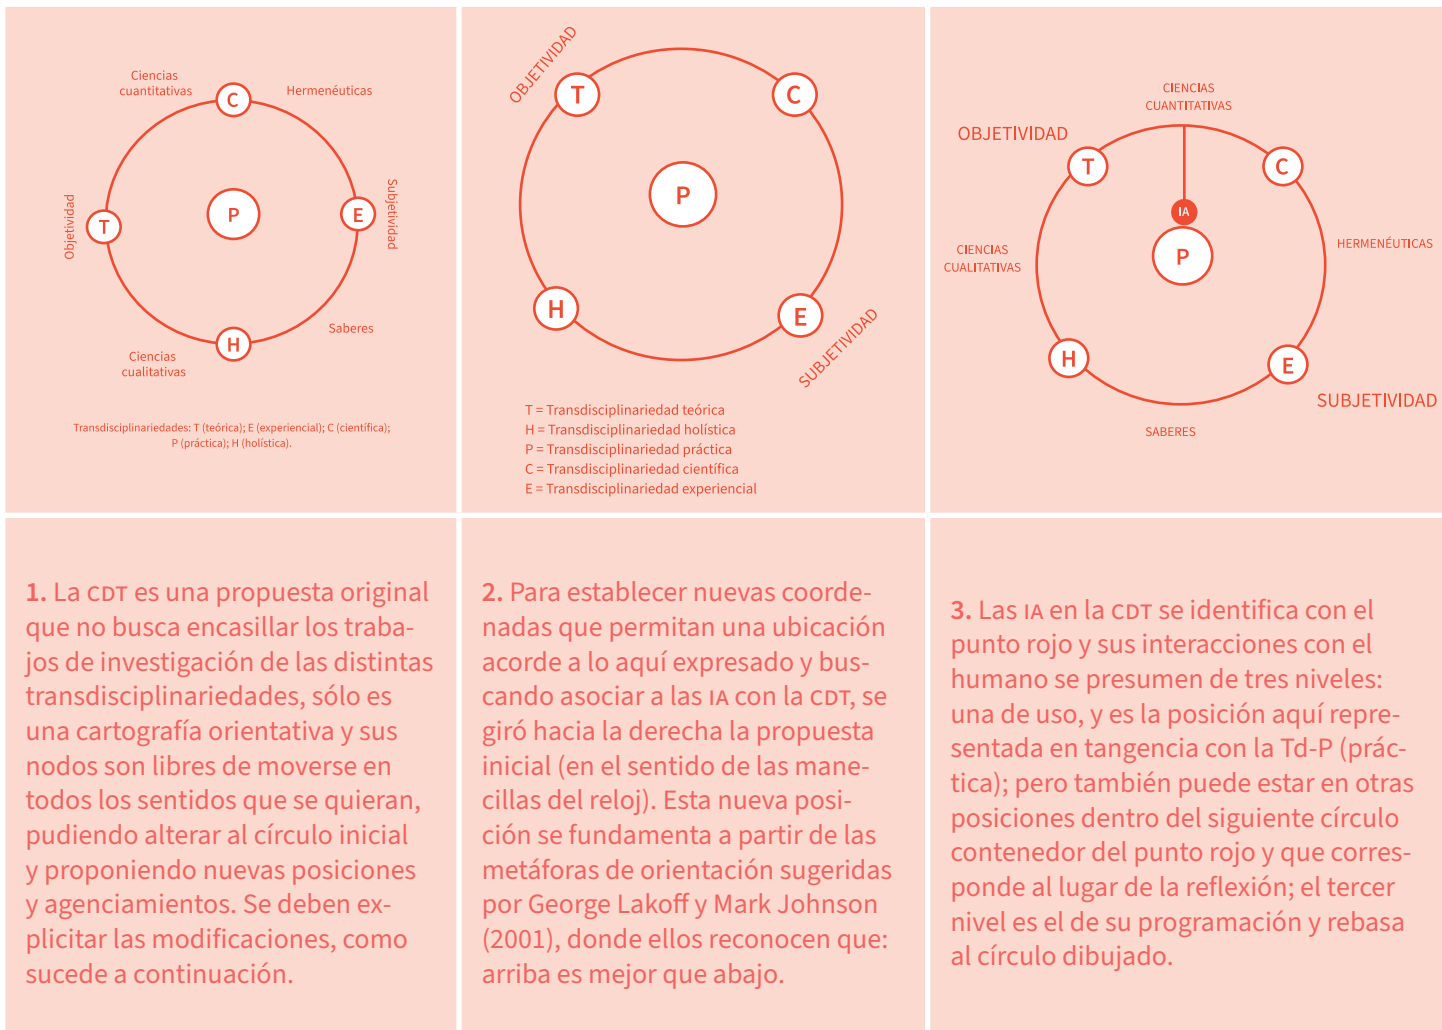 Ciencias
cuantitativas
C
Hermenéuticas
Objetividad
T
P
E
Subjetividad
Saberes
H
Ciencias
cualitativas
Transdisciplinariedades: T (teórica); E (experiencial); C (científica);
P (práctica); H (holística).
OBJETIVIDAD
T
C
P
H
E
SUBJETIVIDAD
T = Transdisciplinariedad teórica
H = Transdisciplinariedad holística
P = Transdisciplinariedad práctica
C = Transdisciplinariedad científica
E = Transdisciplinariedad experiencial
CIENCIAS
CUANTITATIVAS
OBJETIVIDAD
T
C
IA
P
CIENCIAS
CUALITATIVAS
HERMENÉUTICAS
H
E
SUBJETIVIDAD
SABERES
1. La CDT es una propuesta original
que no busca encasillar los traba-
jos de investigación de las distintas
transdisciplinariedades, sólo es
una cartografía orientativa y sus
nodos son libres de moverse en
todos los sentidos que se quieran,
pudiendo alterar al círculo inicial
y proponiendo nuevas posiciones
y agenciamientos. Se deben ex-
plicitar las modificaciones, como
sucede a continuación.
2. Para establecer nuevas coorde-
nadas que permitan una ubicación
acorde a lo aquí expresado y bus-
cando asociar a las IA con la CDT, se
giró hacia la derecha la propuesta
inicial (en el sentido de las mane-
cillas del reloj). Esta nueva posi-
ción se fundamenta a partir de las
metáforas de orientación sugeridas
por George Lakoff y Mark Johnson
(2001), donde ellos reconocen que:
arriba es mejor que abajo.
3. Las IA en la CDT se identifica con el
punto rojo y sus interacciones con el
humano se presumen de tres niveles:
una de uso, y es la posición aquí repre-
sentada en tangencia con la Td-P (prác-
tica); pero también puede estar en otras
posiciones dentro del siguiente círculo
contenedor del punto rojo y que corres-
ponde al lugar de la reflexión; el tercer
nivel es el de su programación y rebasa
al círculo dibujado.